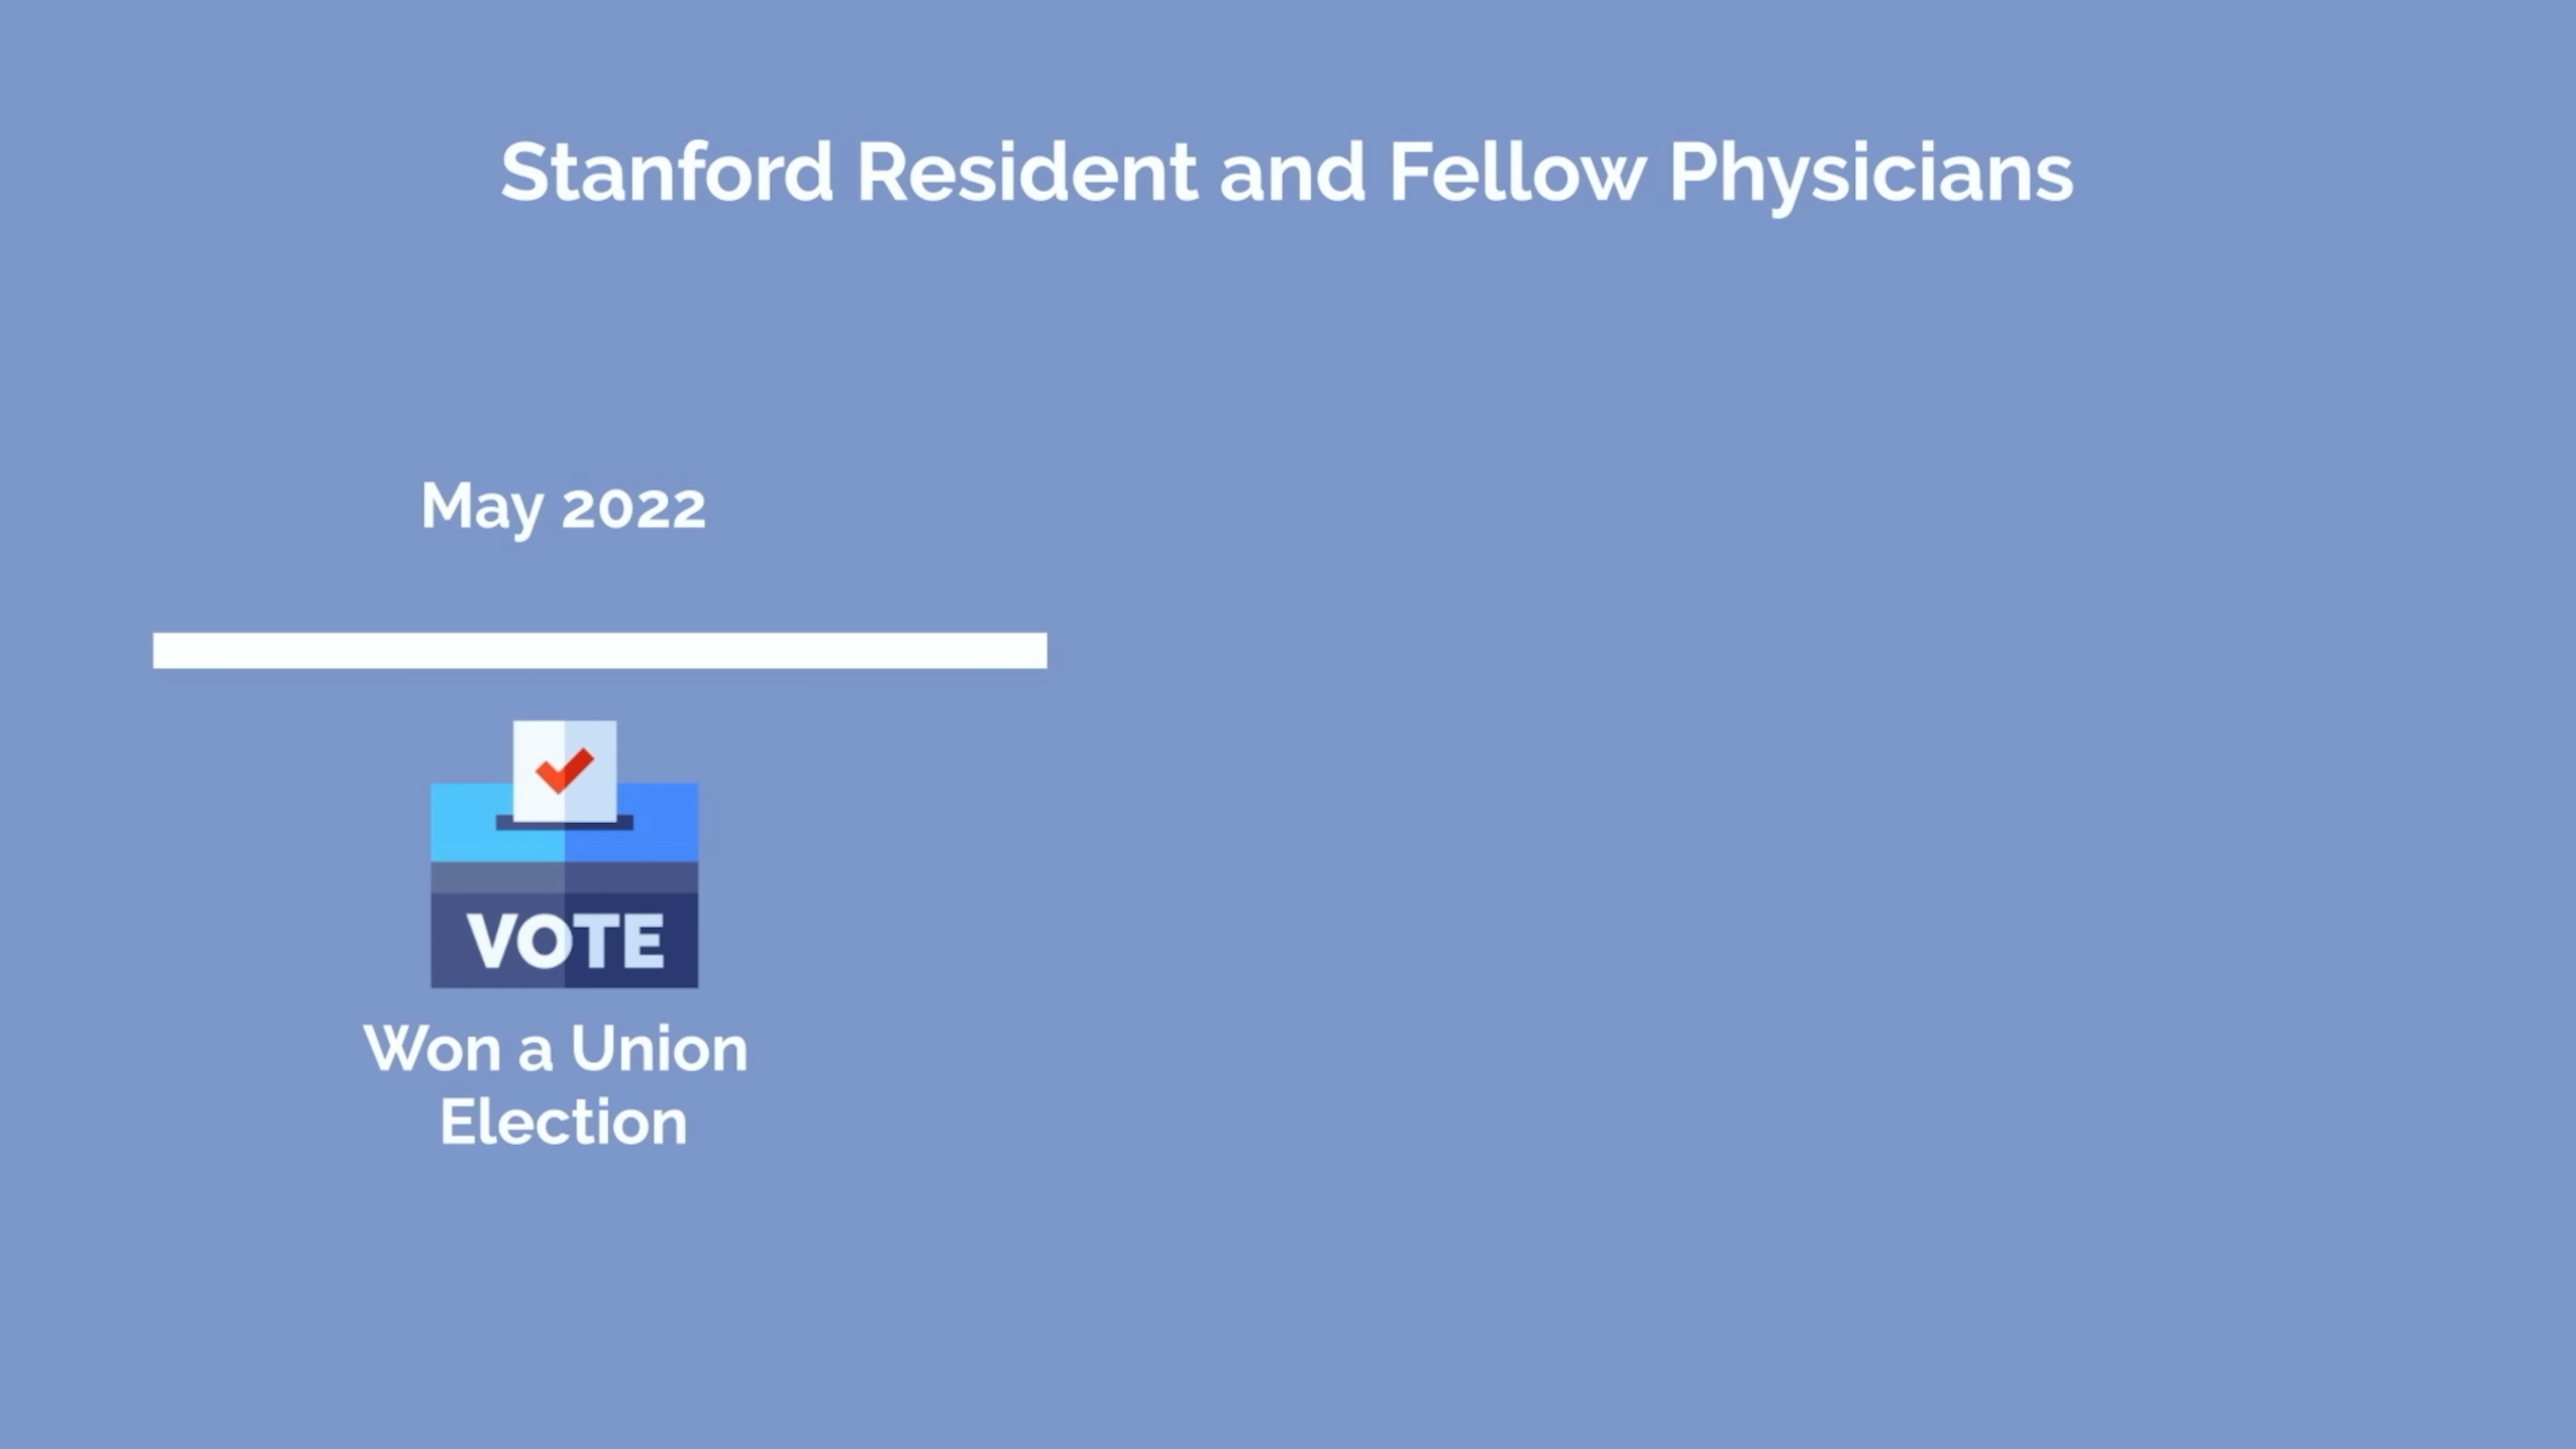 Stanford Resident and Fellow Physicians
May 2022
VOTE
Won a Union
Election